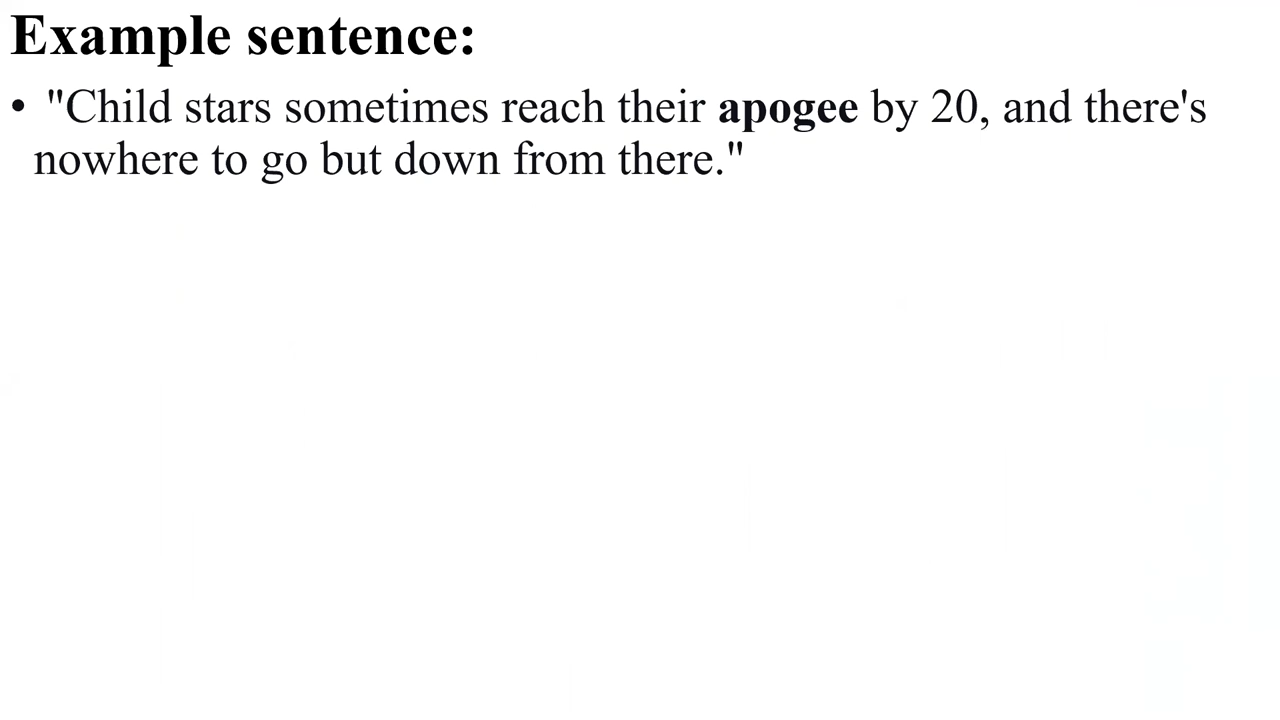 Example sentence:
• "Child stars sometimes reach their apogee by 20, and there's
nowhere to go but down from there."